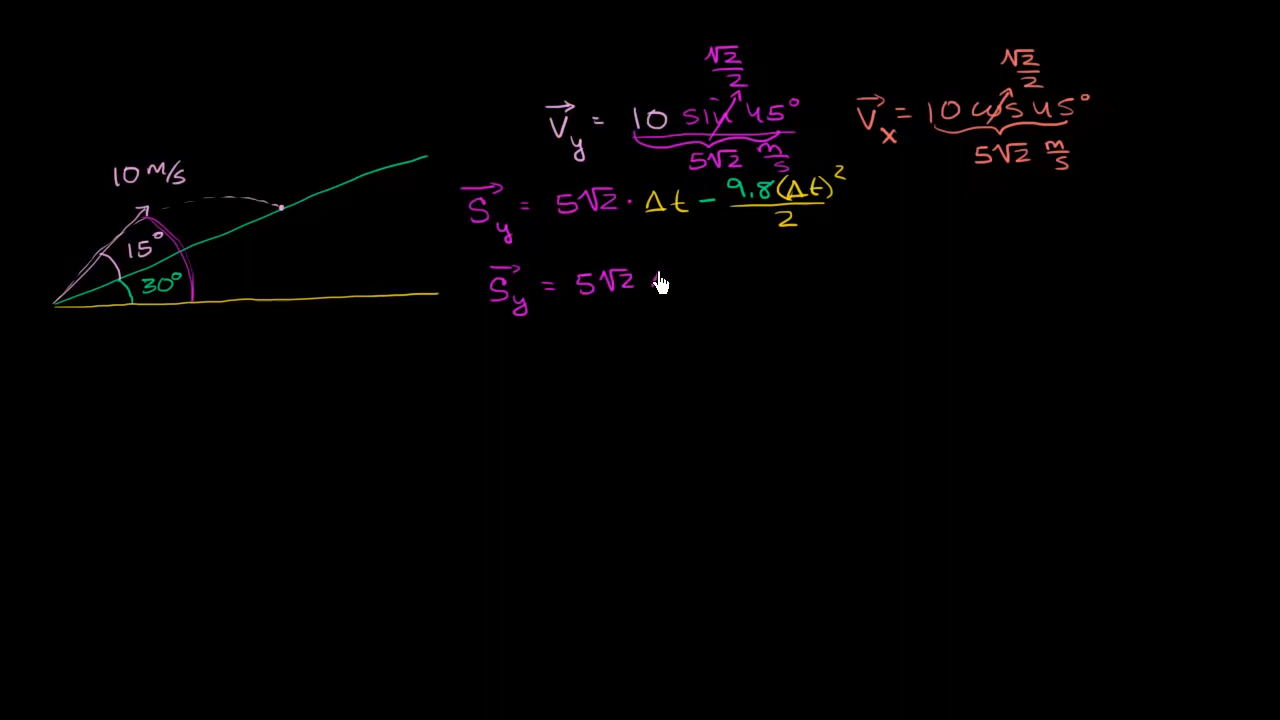 √2/2
V⃗y = 10 sin 45°
5√2 m/s
√2/2
V⃗x = 10 cos 45°
5√2 m/s
10 m/s
15°
30°
S⃗y = 5√2 · Δt − 9.8(Δt)²/2
S⃗y = 5√2